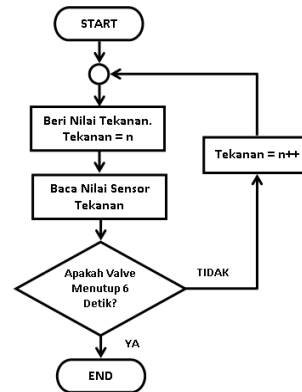 START
Beri Nilai Tekanan.
Tekanan = n
Tekanan = n++
Baca Nilai Sensor
Tekanan
Apakah Valve
Menutup 6
Detik?
TIDAK
YA
END